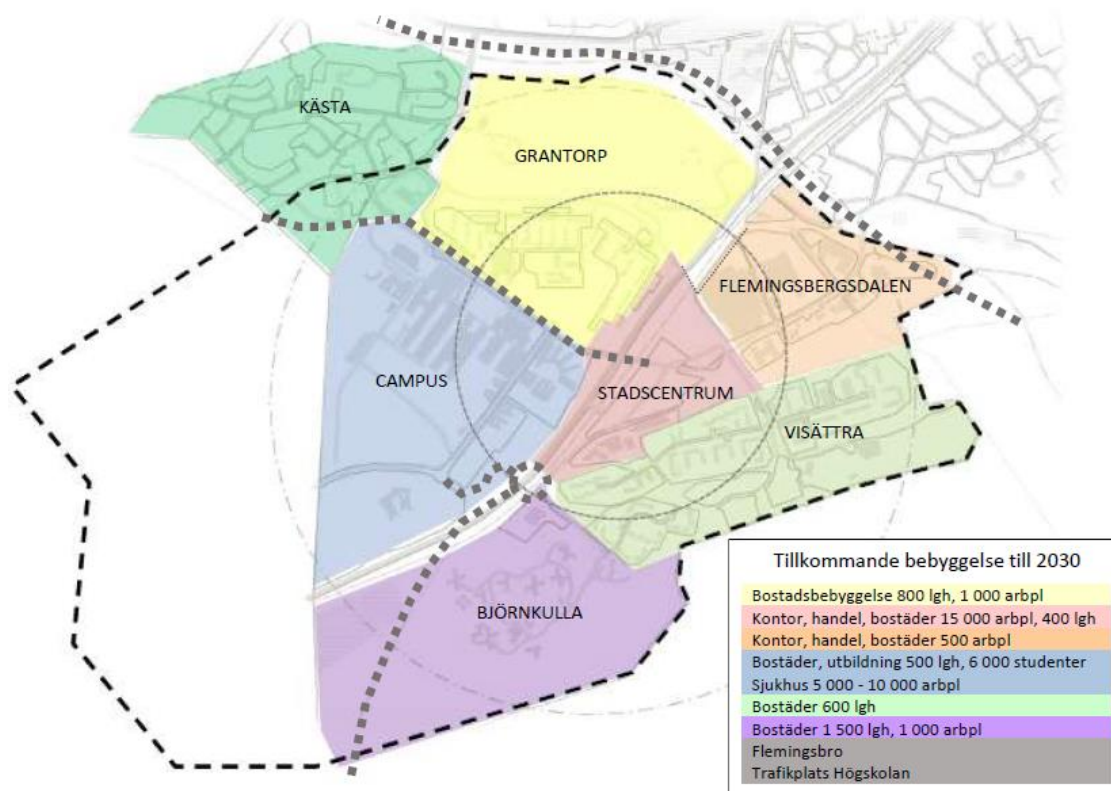 KÄSTA
GRANTORP
FLEMINGSBERGSDALEN
CAMPUS
STADSCENTRUM
VISÄTTRA
BJÖRNKULLA
Tillkommande bebyggelse till 2030
Bostadsbebyggelse 800 lgh, 1 000 arbpl
Kontor, handel, bostäder 15 000 arbpl, 400 lgh
Kontor, handel, bostäder 500 arbpl
Bostäder, utbildning 500 lgh, 6 000 studenter
Sjukhus 5 000 - 10 000 arbpl
Bostäder 600 lgh
Bostäder 1 500 lgh, 1 000 arbpl
Flemingsbro
Trafikplats Högskolan